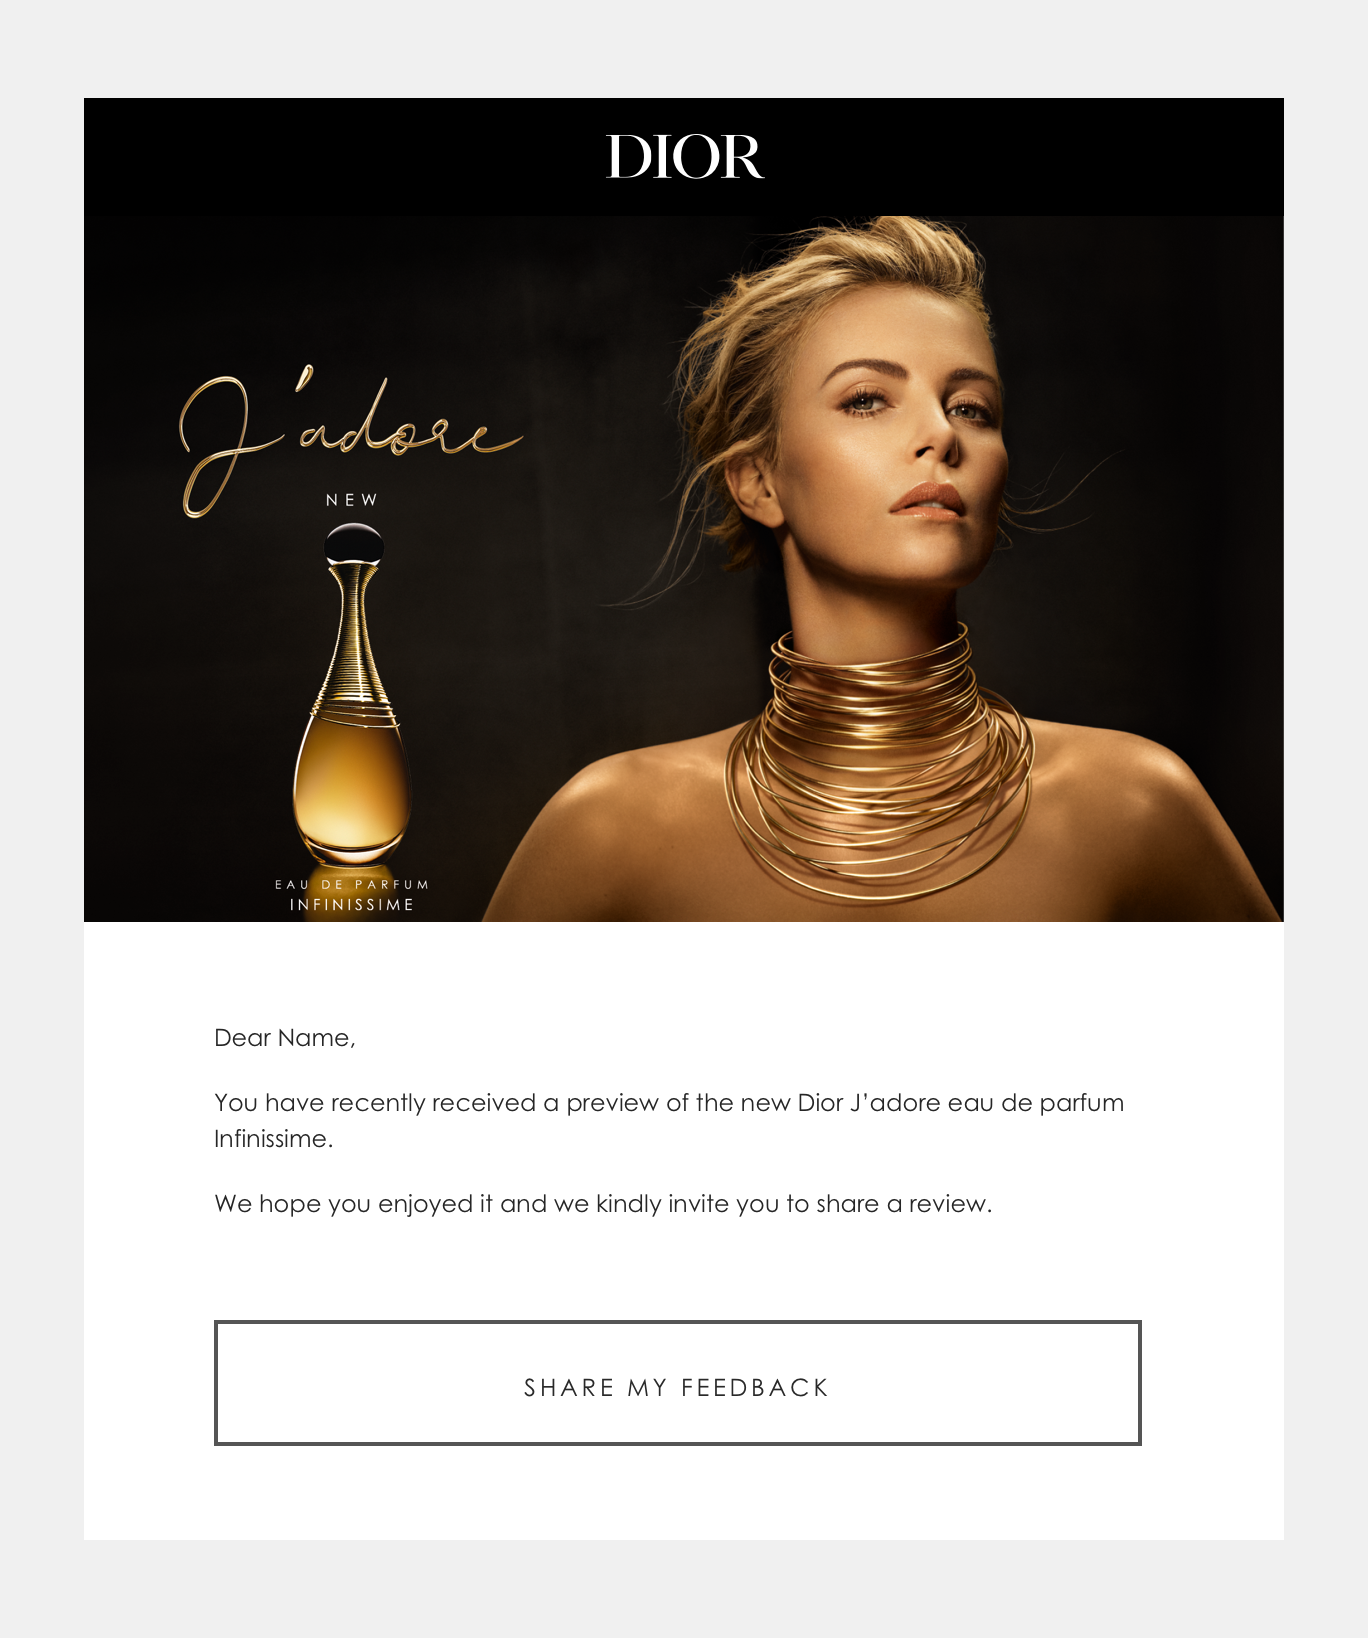 DIOR
J'adore
NEW
EAU DE PARFUM
INFINISSIME
Dear Name,
You have recently received a preview of the new Dior J’adore eau de parfum
Infinissime.
We hope you enjoyed it and we kindly invite you to share a review.
SHARE MY FEEDBACK